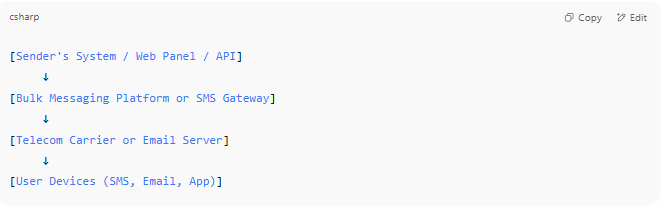 csharp
Copy
Edit
[Sender's System / Web Panel / API]
↓
[Bulk Messaging Platform or SMS Gateway]
↓
[Telecom Carrier or Email Server]
↓
[User Devices (SMS, Email, App)]